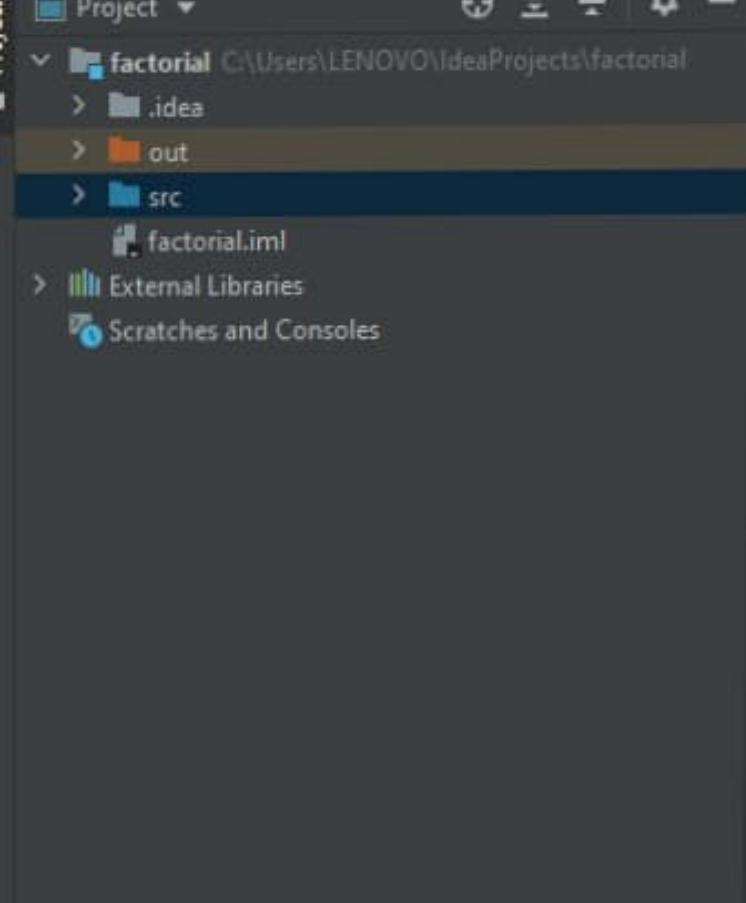 Project
factorial C:\Users\LENOVO\IdeaProjects\factorial
.idea
out
src
factorial.iml
External Libraries
Scratches and Consoles